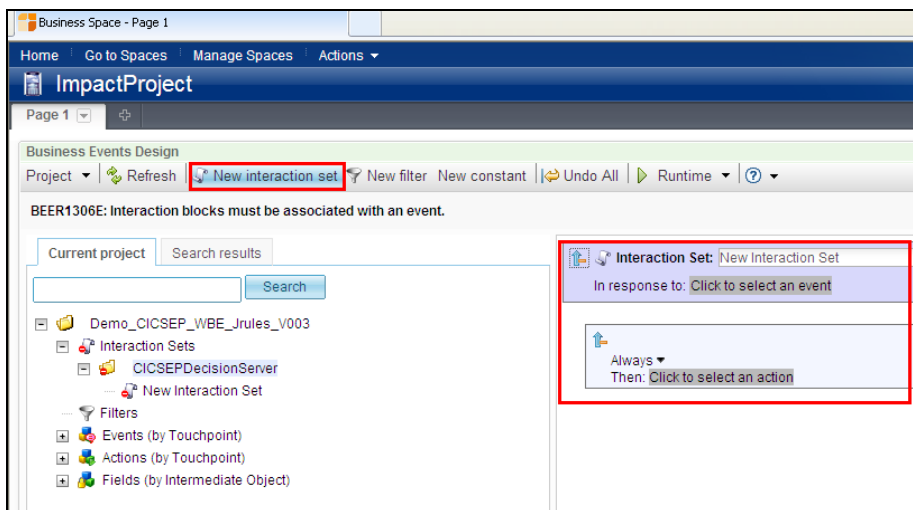 Business Space - Page 1
Home Go to Spaces Manage Spaces Actions
ImpactProject
Page 1
Business Events Design
Project Refresh New interaction set New filter New constant Undo All Runtime ?
BEER1306E: Interaction blocks must be associated with an event.
Current project Search results
Search
Demo_CICSEP_WBE_Jrules_V003
Interaction Sets
CICSEPDecisionServer
New Interaction Set
Filters
Events (by Touchpoint)
Actions (by Touchpoint)
Fields (by Intermediate Object)
Interaction Set: New Interaction Set
In response to: Click to select an event
Always
Then: Click to select an action